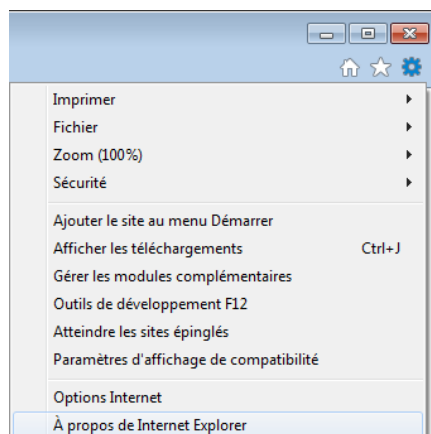 Imprimer
Fichier
Zoom (100%)
Sécurité
Ajouter le site au menu Démarrer
Afficher les téléchargements Ctrl+J
Gérer les modules complémentaires
Outils de développement F12
Atteindre les sites épinglés
Paramètres d'affichage de compatibilité
Options Internet
À propos de Internet Explorer